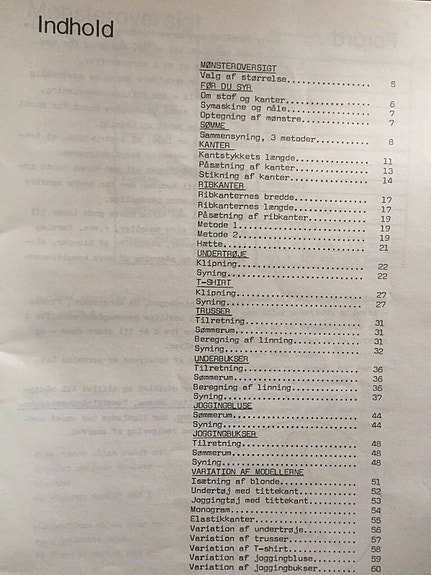 Indhold
MØNSTEROVERSIGT
Valg af størrelse................ 5
FØR DU SYR
Om stof og kanter................ 6
Symaskine og nåle................ 7
Optegning af mønstre............. 7
SØMME
Sammensyning, 3 metoder.......... 8
KANTER
Kantstykkets længde.............. 11
Påsætning af kanter.............. 13
Stikning af kanter............... 14
RIBKANTER
Ribkanternes bredde.............. 17
Ribkanternes længde.............. 17
Påsætning af ribkanter........... 19
Metode 1......................... 19
Metode 2......................... 19
Hætte............................ 21
UNDERTRØJE
Klipning......................... 22
Syning........................... 22
T-SHIRT
Klipning......................... 27
Syning........................... 27
TRUSSER
Tilretning....................... 31
Sømmerum......................... 31
Beregning af linning............. 31
Syning........................... 32
UNDERBUKSER
Tilretning....................... 36
Sømmerum......................... 36
Beregning af linning............. 36
Syning........................... 37
JOGGINGBLUSE
Sømmerum......................... 44
Syning........................... 44
JOGGINGBUKSER
Tilretning....................... 48
Sømmerum......................... 48
Syning........................... 48
VARIATION AF MODELLERNE
Isætning af blonde............... 51
Undertøj med tittekant........... 52
Joggingtøj med tittekant......... 53
Monogram......................... 54
Elastikkanter.................... 55
Variation af undertrøje.......... 56
Variation af trusser............. 57
Variation af T-shirt............. 58
Variation af joggingbluse........ 59
Variation af joggingbukser....... 60